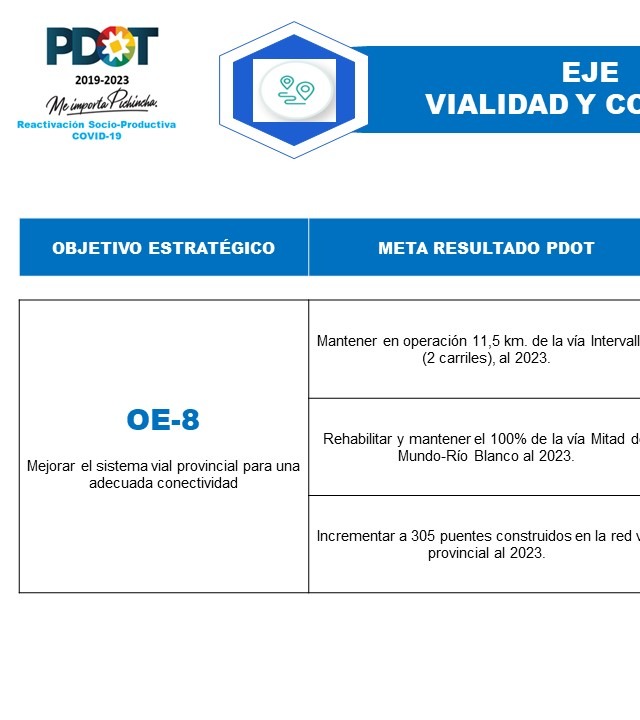 PDOT
2019-2023
Me importa Pichincha.
Reactivación Socio-Productiva
COVID-19
EJE
VIALIDAD Y CO
OBJETIVO ESTRATÉGICO
META RESULTADO PDOT
OE-8
Mejorar el sistema vial provincial para una
adecuada conectividad
Mantener en operación 11,5 km. de la vía Intervall
(2 carriles), al 2023.
Rehabilitar y mantener el 100% de la vía Mitad de
Mundo-Río Blanco al 2023.
Incrementar a 305 puentes construidos en la red v
provincial al 2023.